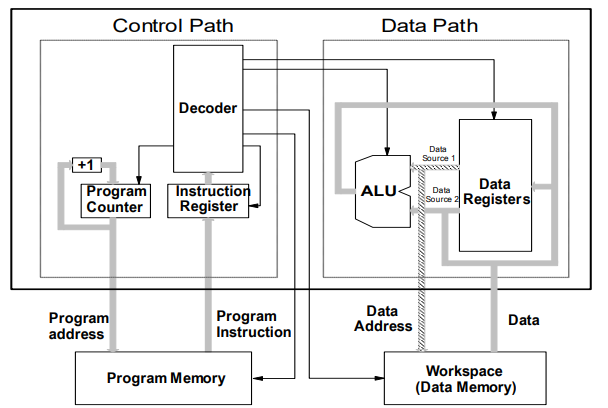 Control Path
Data Path
Decoder
+1
Program
Counter
Instruction
Register
ALU
Data
Source 1
Data
Source 2
Data
Registers
Program
address
Program
Instruction
Data
Address
Data
Program Memory
Workspace
(Data Memory)